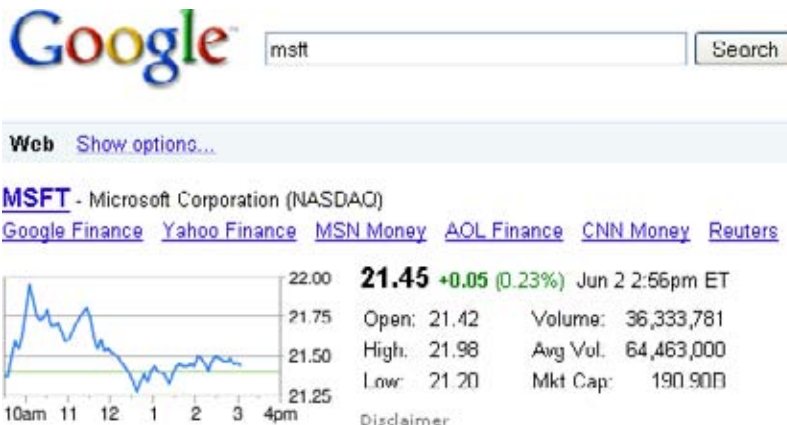 Google
msft
Search
Web Show options...
MSFT - Microsoft Corporation (NASDAQ)
Google Finance Yahoo Finance MSN Money AOL Finance CNN Money Reuters
22.00
21.75
21.50
21.25
10am 11 12 1 2 3 4pm
21.45 +0.05 (0.23%) Jun 2 2:56pm ET
Open: 21.42 Volume: 36,333,781
High: 21.98 Avg Vol: 64,463,000
Low: 21.20 Mkt Cap: 190.90B
Disclaimer